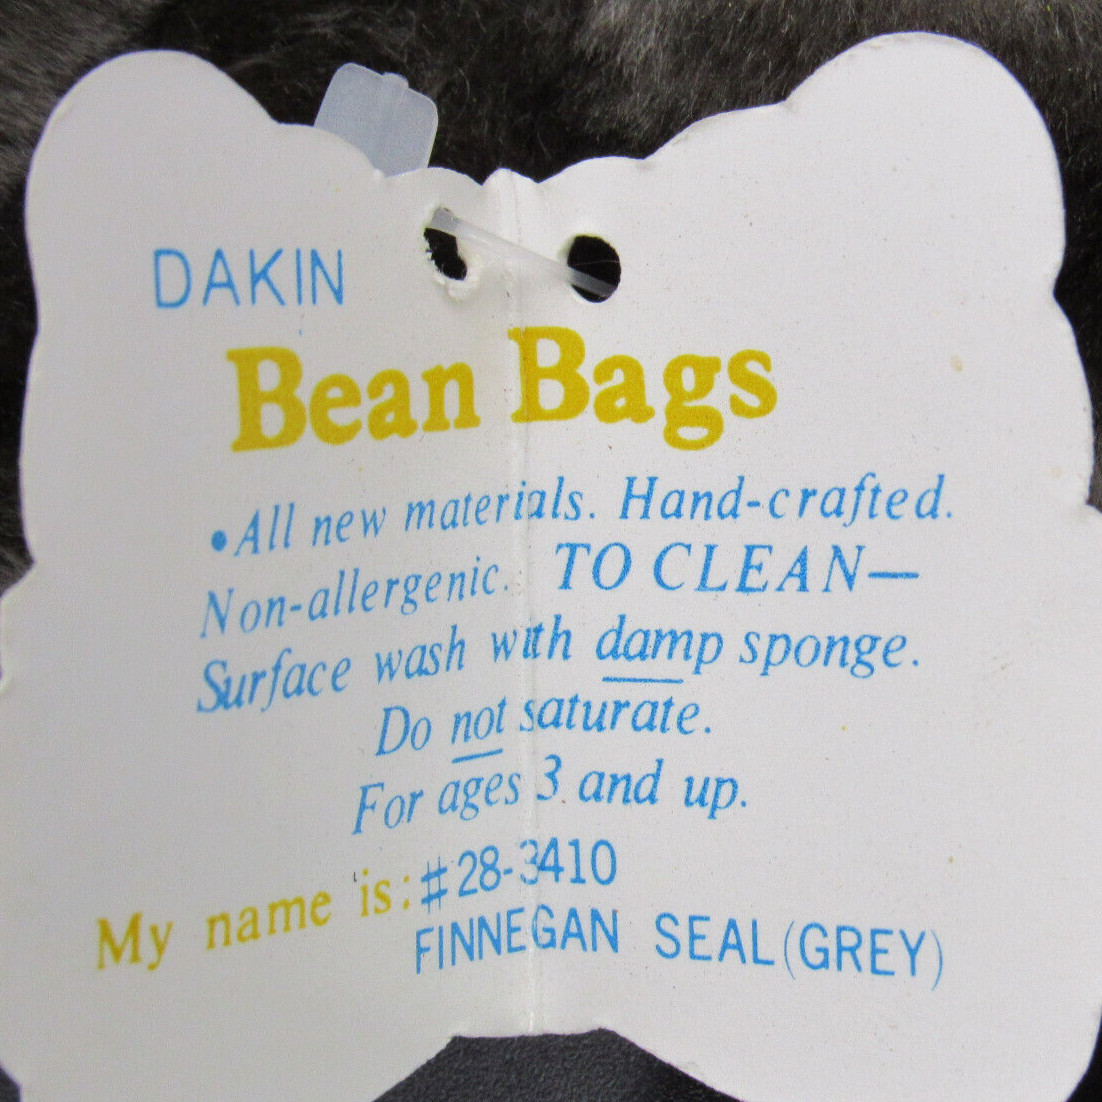 DAKIN
Bean Bags
•All new materials. Hand-crafted.
Non-allergenic. TO CLEAN—
Surface wash with damp sponge.
Do not saturate.
For ages 3 and up.
My name is: #28-3410
FINNEGAN SEAL(GREY)